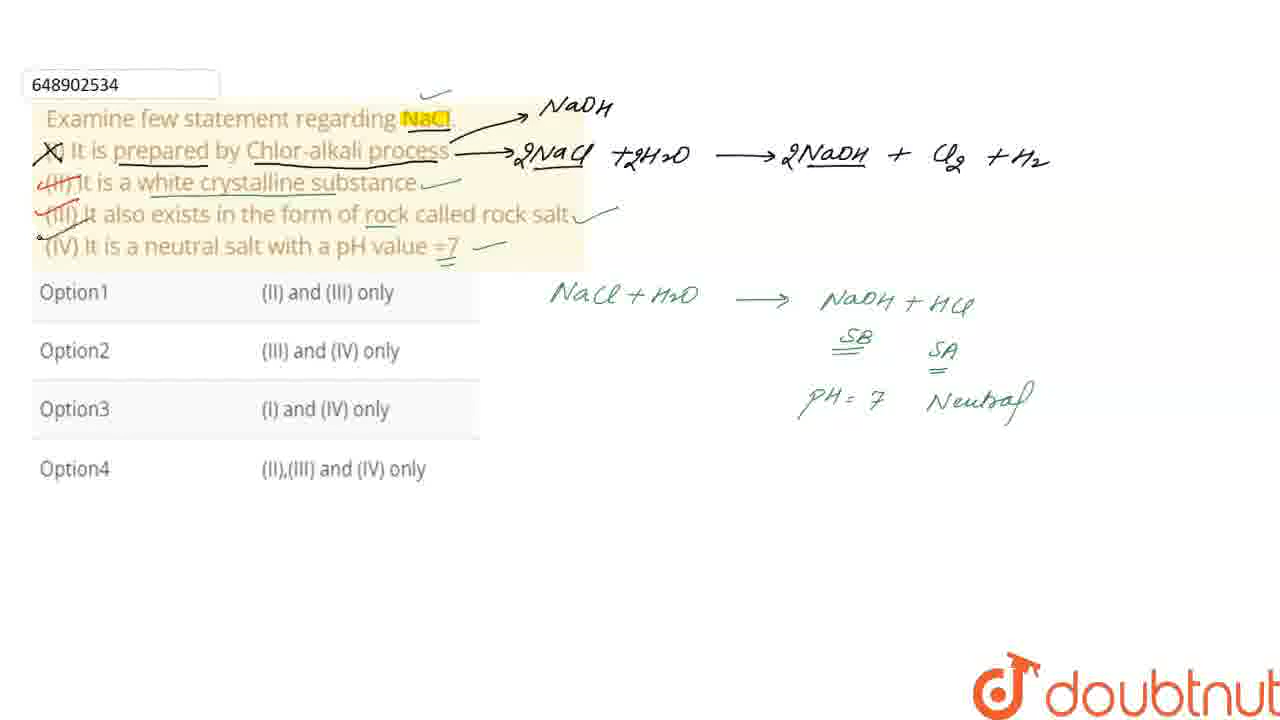 648902534
Examine few statement regarding NaCl.
NaOH
It is prepared by Chlor-alkali process
2NaCl + 2H2O → 2NaOH + Cl2 + H2
(II) It is a white crystalline substance
(III) It also exists in the form of rock called rock salt
(IV) It is a neutral salt with a pH value =7
Option1 (II) and (III) only
NaCl + H2O → NaOH + HCl
SB SA
Option2 (III) and (IV) only
pH = 7 Neutral
Option3 (I) and (IV) only
Option4 (II),(III) and (IV) only
doubtnut